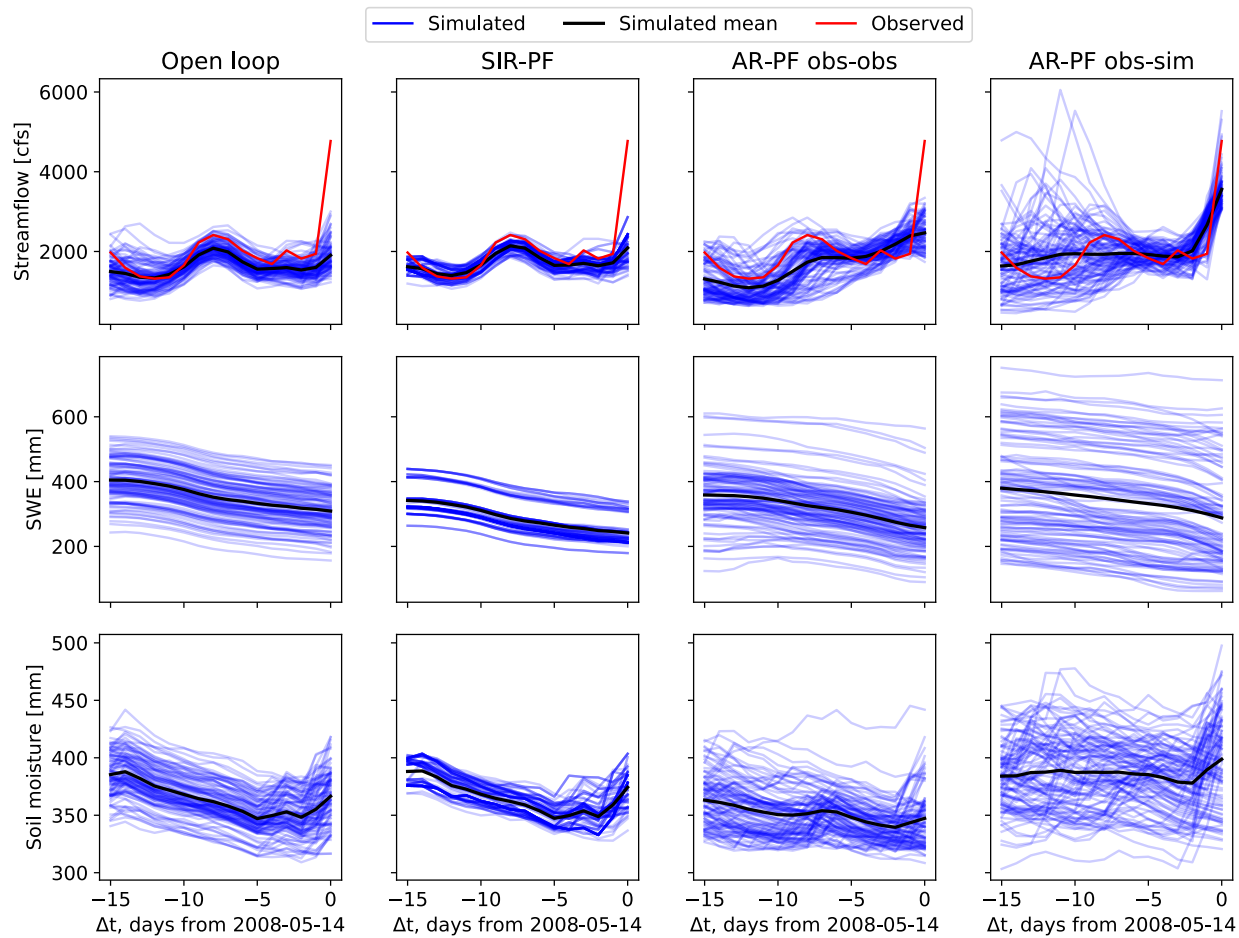 Simulated Simulated mean Observed
Open loop SIR-PF AR-PF obs-obs AR-PF obs-sim
Streamflow [cfs]
6000
4000
2000
SWE [mm]
600
400
200
Soil moisture [mm]
500
450
400
350
300
−15 −10 −5 0 −15 −10 −5 0 −15 −10 −5 0 −15 −10 −5 0
Δt, days from 2008-05-14 Δt, days from 2008-05-14 Δt, days from 2008-05-14 Δt, days from 2008-05-14